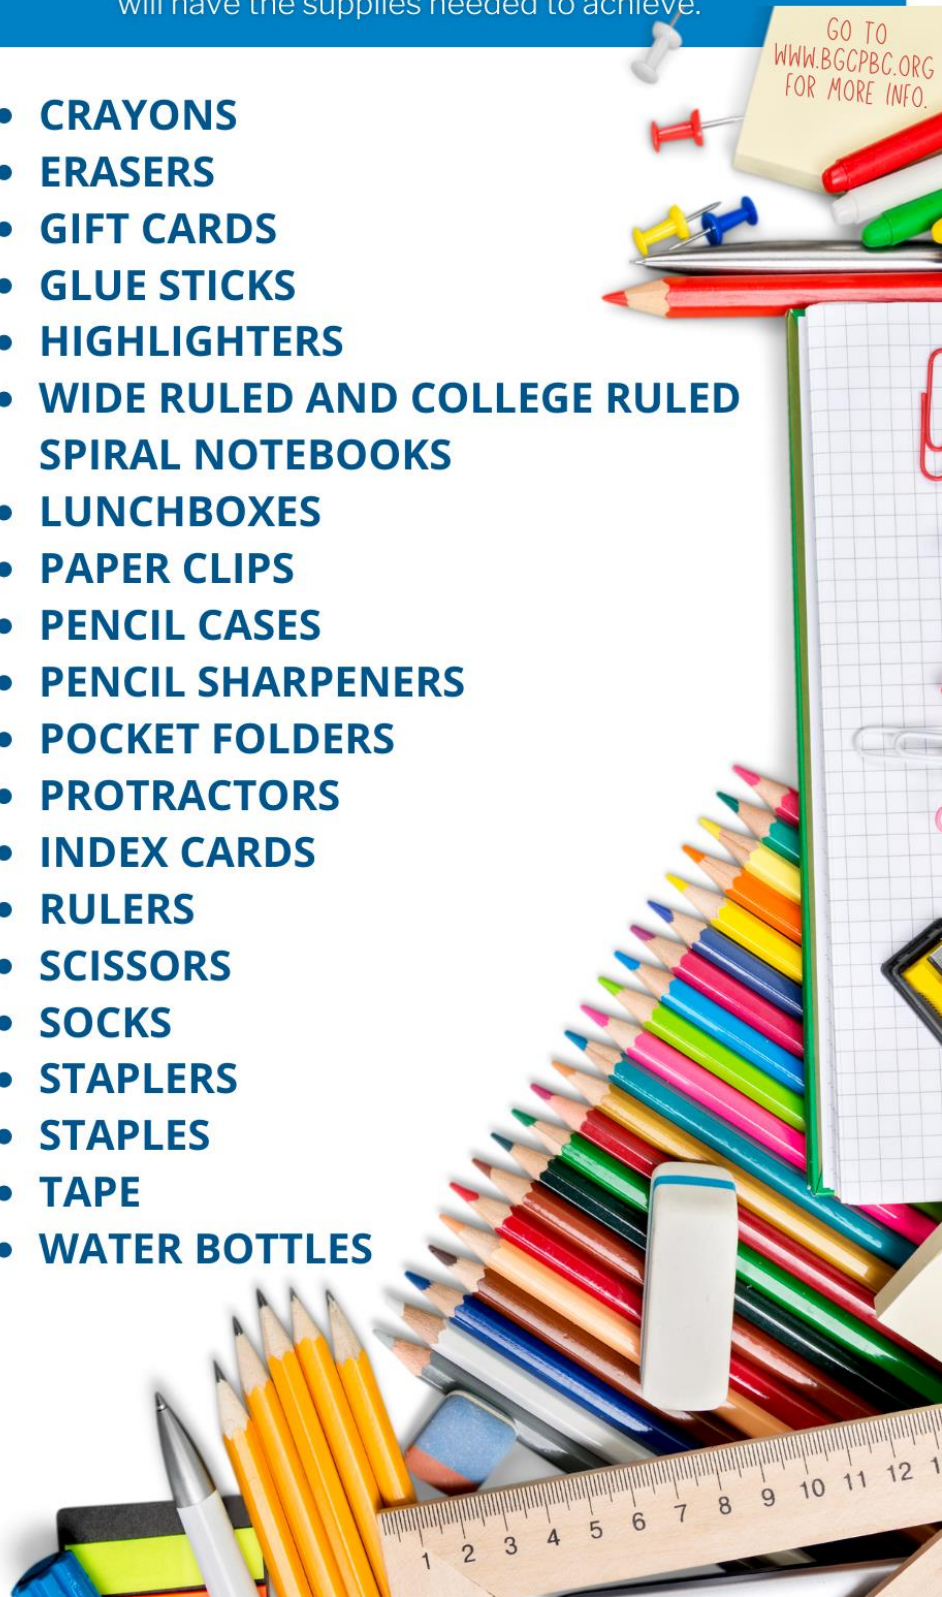 will have the supplies needed to achieve.
GO TO
WWW.BGCPBC.ORG
FOR MORE INFO.
• CRAYONS
• ERASERS
• GIFT CARDS
• GLUE STICKS
• HIGHLIGHTERS
• WIDE RULED AND COLLEGE RULED
SPIRAL NOTEBOOKS
• LUNCHBOXES
• PAPER CLIPS
• PENCIL CASES
• PENCIL SHARPENERS
• POCKET FOLDERS
• PROTRACTORS
• INDEX CARDS
• RULERS
• SCISSORS
• SOCKS
• STAPLERS
• STAPLES
• TAPE
• WATER BOTTLES
1 2 3 4 5 6 7 8 9 10 11 12 1